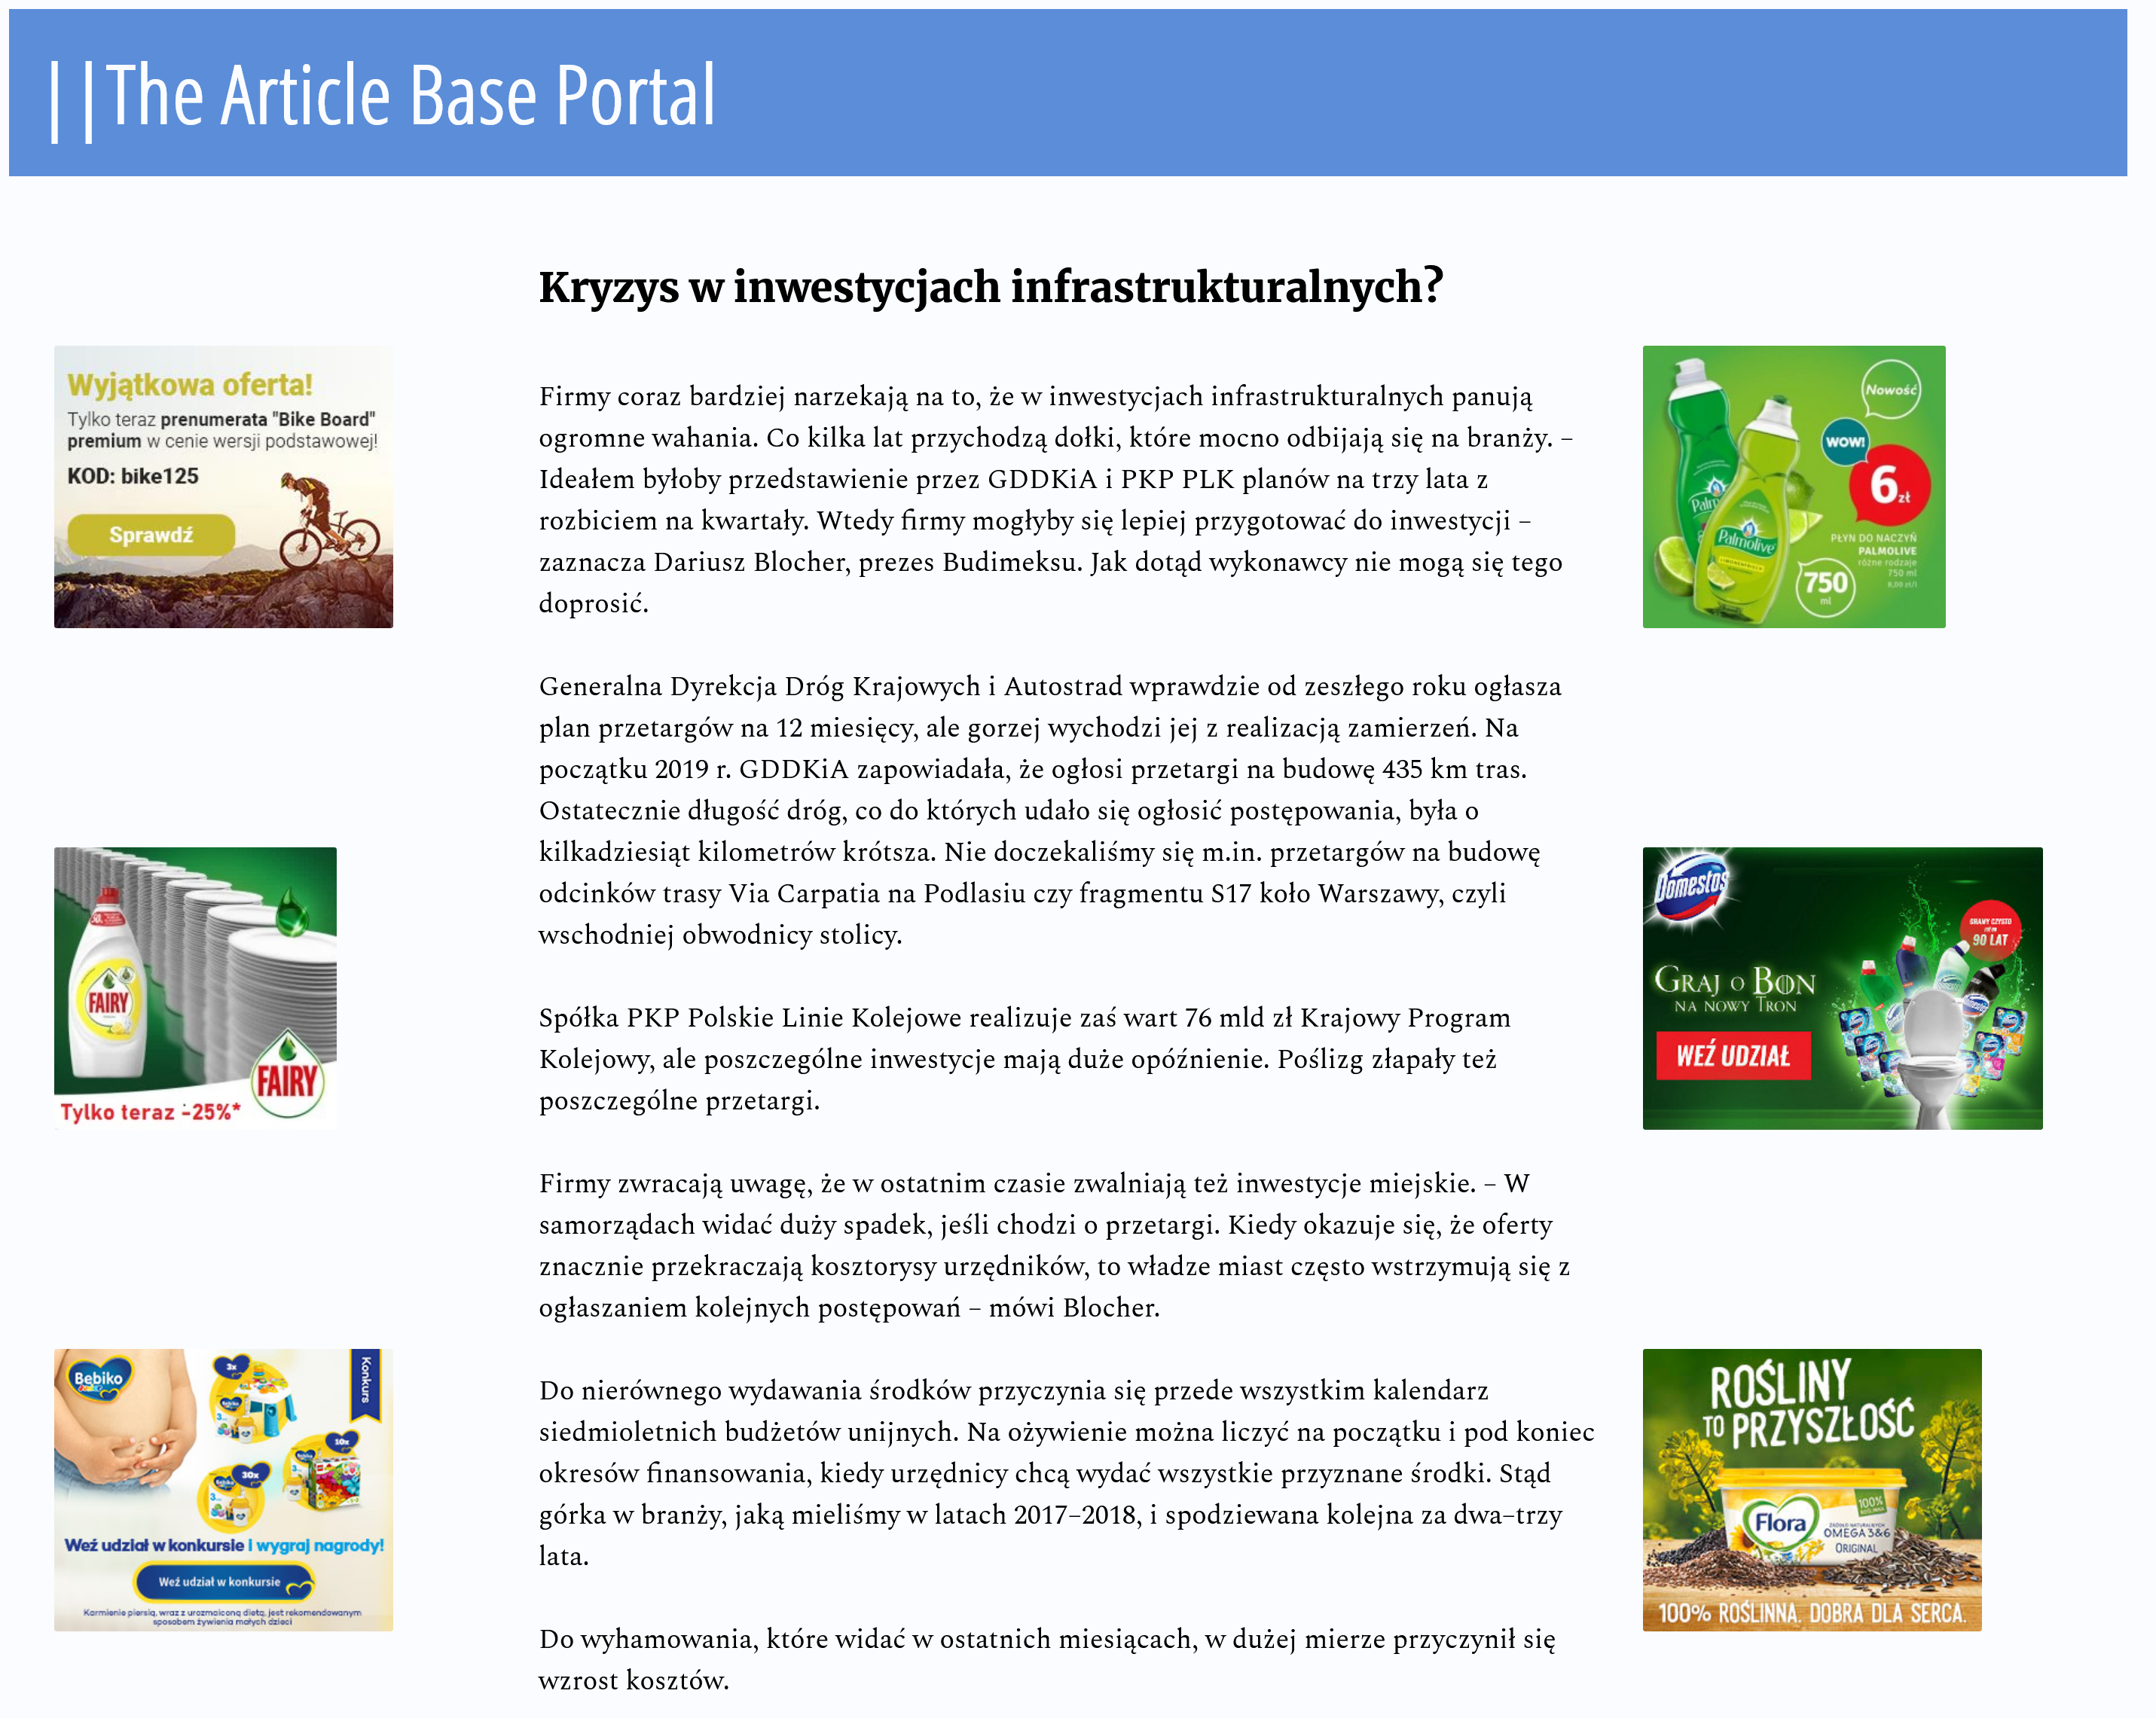 ||The Article Base Portal
Kryzys w inwestycjach infrastrukturalnych?
Wyjątkowa oferta!
Tylko teraz prenumerata "Bike Board"
premium w cenie wersji podstawowej!
KOD: bike125
Sprawdź
FAIRY
FAIRY
Tylko teraz -25%*
Bebiko
Junior
Konkurs
3x
10x
30x
Weź udział w konkursie i wygraj nagrody!
Weź udział w konkursie
Karmienie piersią, wraz z urozmaiconą dietą, jest rekomendowanym
sposobem żywienia małych dzieci
Firmy coraz bardziej narzekają na to, że w inwestycjach infrastrukturalnych panują
ogromne wahania. Co kilka lat przychodzą dołki, które mocno odbijają się na branży. –
Ideałem byłoby przedstawienie przez GDDKiA i PKP PLK planów na trzy lata z
rozbiciem na kwartały. Wtedy firmy mogłyby się lepiej przygotować do inwestycji –
zaznacza Dariusz Blocher, prezes Budimeksu. Jak dotąd wykonawcy nie mogą się tego
doprosić.
Generalna Dyrekcja Dróg Krajowych i Autostrad wprawdzie od zeszłego roku ogłasza
plan przetargów na 12 miesięcy, ale gorzej wychodzi jej z realizacją zamierzeń. Na
początku 2019 r. GDDKiA zapowiadała, że ogłosi przetargi na budowę 435 km tras.
Ostatecznie długość dróg, co do których udało się ogłosić postępowania, była o
kilkadziesiąt kilometrów krótsza. Nie doczekaliśmy się m.in. przetargów na budowę
odcinków trasy Via Carpatia na Podlasiu czy fragmentu S17 koło Warszawy, czyli
wschodniej obwodnicy stolicy.
Spółka PKP Polskie Linie Kolejowe realizuje zaś wart 76 mld zł Krajowy Program
Kolejowy, ale poszczególne inwestycje mają duże opóźnienie. Poślizg złapały też
poszczególne przetargi.
Firmy zwracają uwagę, że w ostatnim czasie zwalniają też inwestycje miejskie. – W
samorządach widać duży spadek, jeśli chodzi o przetargi. Kiedy okazuje się, że oferty
znacznie przekraczają kosztorysy urzędników, to władze miast często wstrzymują się z
ogłaszaniem kolejnych postępowań – mówi Blocher.
Do nierównego wydawania środków przyczynia się przede wszystkim kalendarz
siedmioletnich budżetów unijnych. Na ożywienie można liczyć na początku i pod koniec
okresów finansowania, kiedy urzędnicy chcą wydać wszystkie przyznane środki. Stąd
górka w branży, jaką mieliśmy w latach 2017–2018, i spodziewana kolejna za dwa–trzy
lata.
Do wyhamowania, które widać w ostatnich miesiącach, w dużej mierze przyczynił się
wzrost kosztów.
Nowość
WOW!
6 zł
Palmolive
PŁYN DO NACZYŃ
PALMOLIVE
różne rodzaje
750 ml
750
ml
Domestos
GRAMY CZYSTO
90 LAT
GRAJ O BON
NA NOWY TRON
WEŹ UDZIAŁ
ROŚLINY
TO PRZYSZŁOŚĆ
100%
Flora
OMEGA 3&6
ORIGINAL
100% ROŚLINNA. DOBRA DLA SERCA.